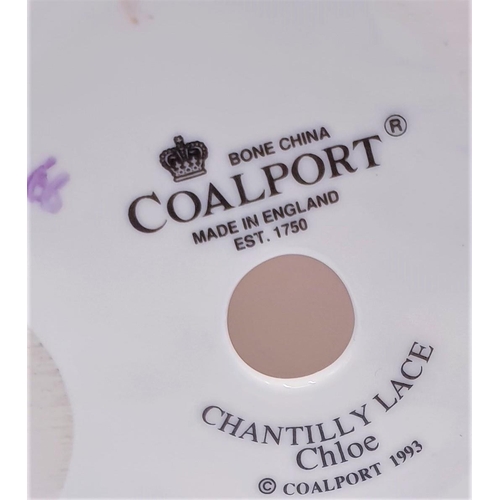 BONE CHINA
COALPORT®
MADE IN ENGLAND
EST. 1750
CHANTILLY LACE
Chloe
© COALPORT 1993